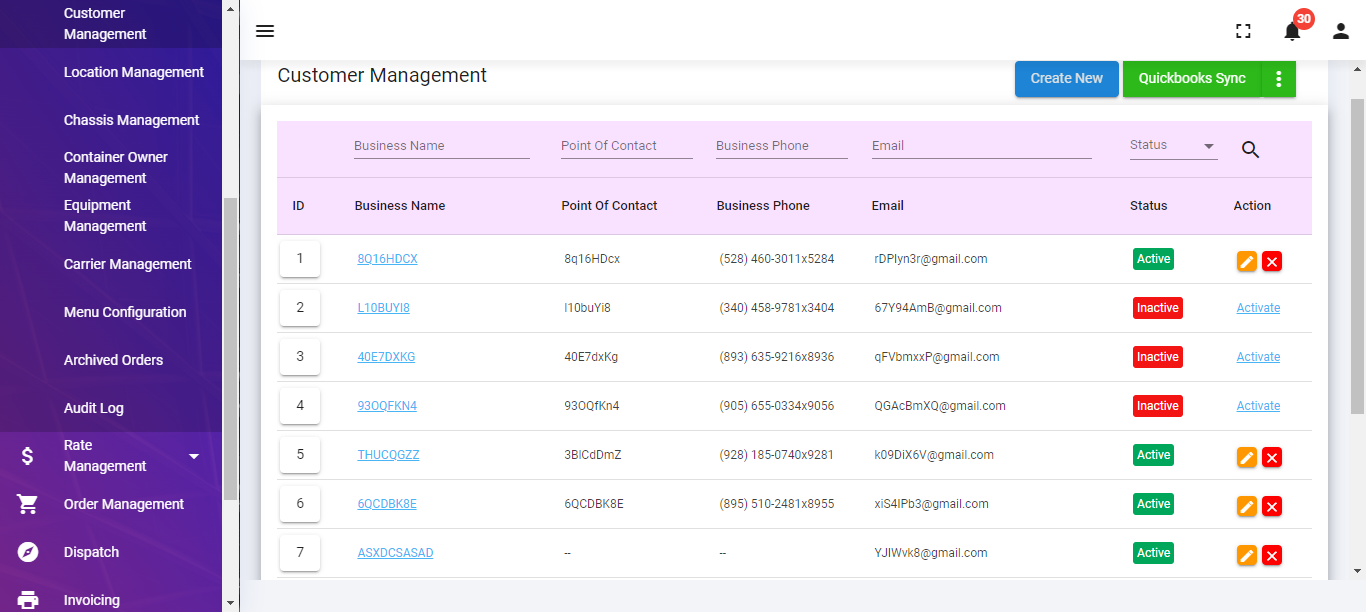 Customer
Management
Location Management
Chassis Management
Container Owner
Management
Equipment
Management
Carrier Management
Menu Configuration
Archived Orders
Audit Log
Rate
Management
Order Management
Dispatch
Invoicing
30
Customer Management
Create New
Quickbooks Sync
Business Name Point Of Contact Business Phone Email Status
ID Business Name Point Of Contact Business Phone Email Status Action
1 8Q16HDCX 8q16HDcx (528) 460-3011x5284 rDPlyn3r@gmail.com Active
2 L10BUYI8 l10buYi8 (340) 458-9781x3404 67Y94AmB@gmail.com Inactive Activate
3 40E7DXKG 40E7dxKg (893) 635-9216x8936 qFVbmxxP@gmail.com Inactive Activate
4 93OQFKN4 93OQfKn4 (905) 655-0334x9056 QGAcBmXQ@gmail.com Inactive Activate
5 THUCQGZZ 3BlCdDmZ (928) 185-0740x9281 k09DiX6V@gmail.com Active
6 6QCDBK8E 6QCDBK8E (895) 510-2481x8955 xiS4lPb3@gmail.com Active
7 ASXDCSASAD -- -- YJlWvk8@gmail.com Active